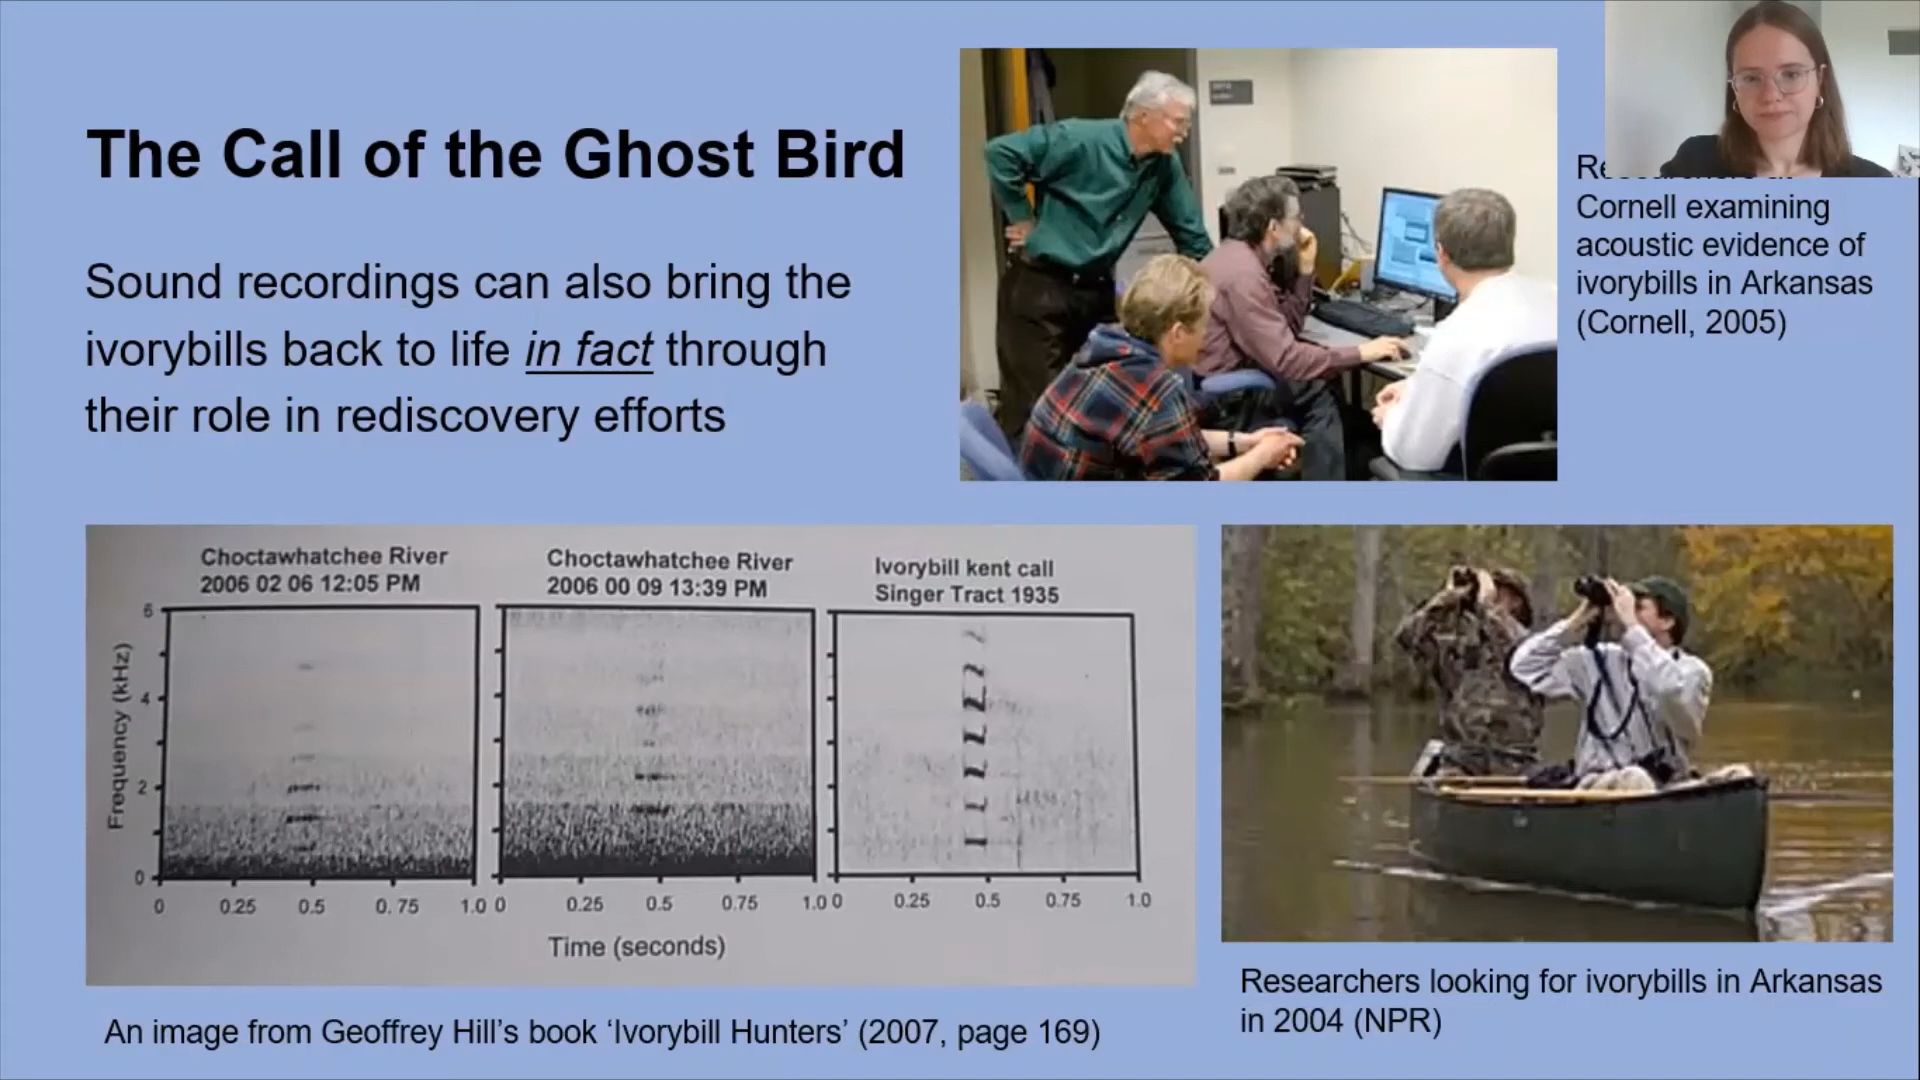 The Call of the Ghost Bird
Sound recordings can also bring the
ivorybills back to life in fact through
their role in rediscovery efforts
Cornell examining
acoustic evidence of
ivorybills in Arkansas
(Cornell, 2005)
Choctawhatchee River
2006 02 06 12:05 PM
Choctawhatchee River
2006 00 09 13:39 PM
Ivorybill kent call
Singer Tract 1935
Frequency (kHz)
6
4
2
0
0 0.25 0.5 0.75 1.0
0 0.25 0.5 0.75 1.0
0 0.25 0.5 0.75 1.0
Time (seconds)
An image from Geoffrey Hill’s book ‘Ivorybill Hunters’ (2007, page 169)
Researchers looking for ivorybills in Arkansas
in 2004 (NPR)